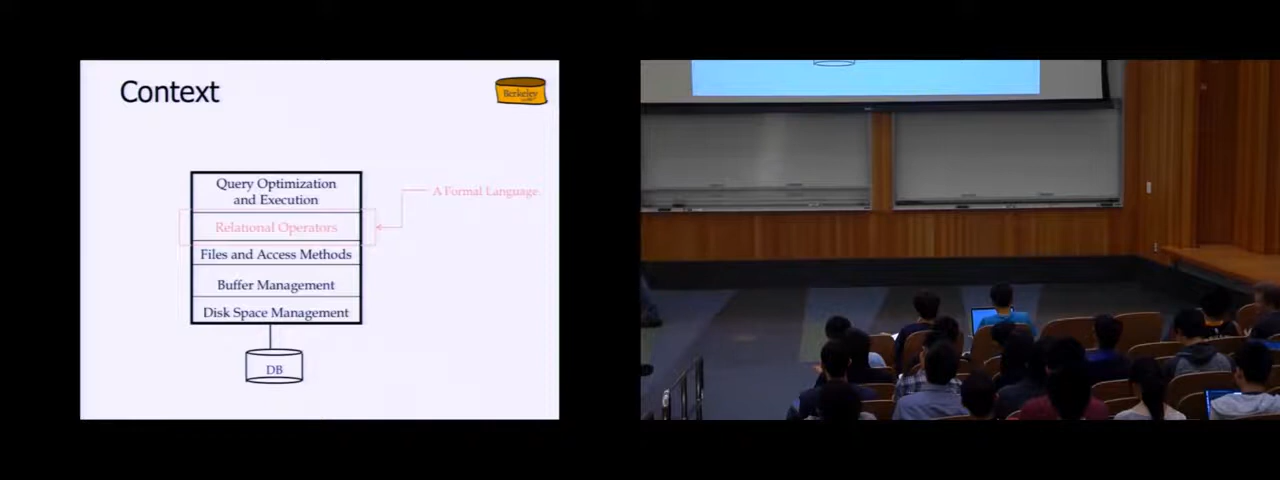 Context
Berkeley
Query Optimization
and Execution
A Formal Language
Relational Operators
Files and Access Methods
Buffer Management
Disk Space Management
DB